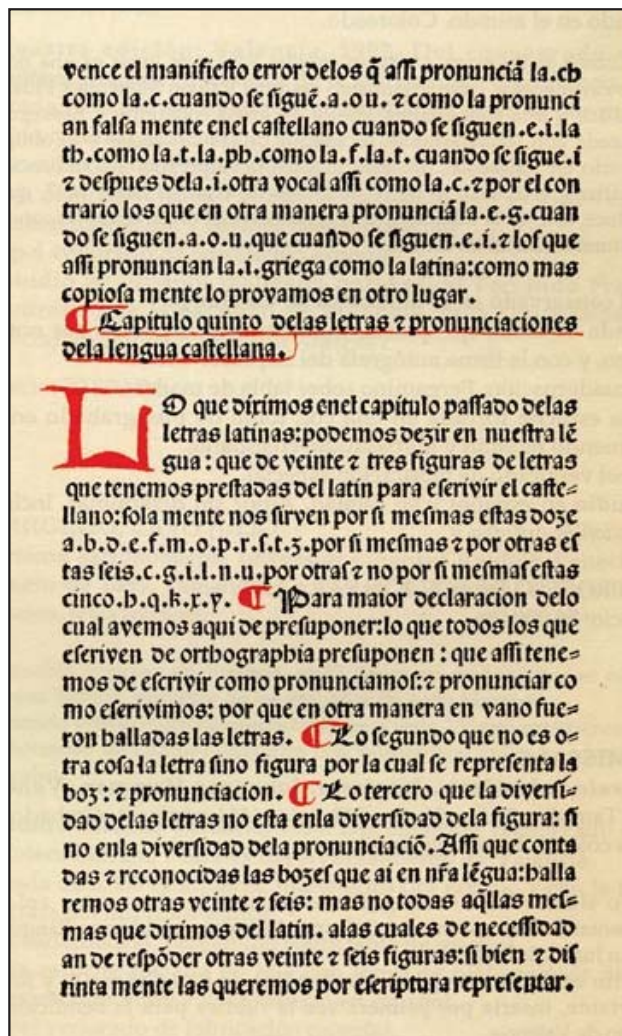 vence el manifiesto error delos q̃ assi pronunciã la.ch
como la.c.cuando se siguẽ.a.o u. ⁊ como la pronunci
an falsa mente enel castellano cuando se siguen.e.i.la
th.como la.t.la.ph.como la.f.la.t. cuando se sigue.i
⁊ despues dela.i.otra vocal assi como la.c.⁊ por el con
trario los que en otra manera pronunciã la.c.g.cuan
do se siguen.a.o.u.que cuañdo se siguen.e.i.⁊ los que
assi pronuncian la.i.griega como la latina:como mas
copiosa mente lo provamos en otro lugar.
¶ Capitulo quinto delas letras ⁊ pronunciaciones
dela lengua castellana.
LO que diximos enel capitulo passado delas
letras latinas:podemos dezir en nuestra lẽ
gua: que de veinte ⁊ tres figuras de letras
que tenemos prestadas del latin para escrivir el caste=
llano:sola mente nos sirven por si mesmas estas doze
a.b.d.e.f.m.o.p.r.s.t.z.por si mesmas ⁊ por otras es
tas seis.c.g.i.l.n.u.por otras ⁊ no por si mesmas estas
cinco.h.q.k.x.y. ¶ Para maior declaracion delo
cual avemos aqui de presuponer:lo que todos los que
escriven de orthographia presuponen : que assi tene=
mos de escrivir como pronunciamos:⁊ pronunciar co
mo escrivimos: por que en otra manera en vano fue=
ron halladas las letras. ¶ Lo segundo que no es o=
tra cosa la letra sino figura por la cual se representa la
boz: ⁊ pronunciacion. ¶ Lo tercero que la diversi=
dad delas letras no esta enla diversidad dela figura: si
no enla diversidad dela pronunciaciõ. Assi que conta
das ⁊ reconocidas las bozes que ai en nr̃a lẽgua:halla
remos otras veinte ⁊ seis: mas no todas aq̃llas mes=
mas que diximos del latin. alas cuales de necessidad
an de respõder otras veinte ⁊ seis figuras:si bien ⁊ dis
tinta mente las queremos por escriptura representar.